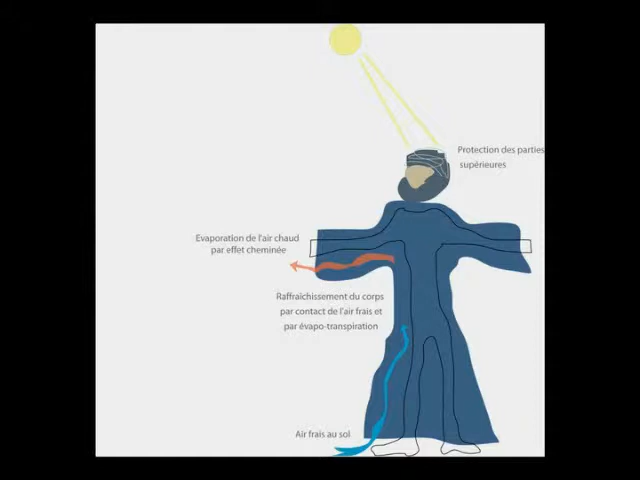 Protection des parties
supérieures
Evaporation de l'air chaud
par effet cheminée
Raffraîchissement du corps
par contact de l'air frais et
par évapo-transpiration
Air frais au sol